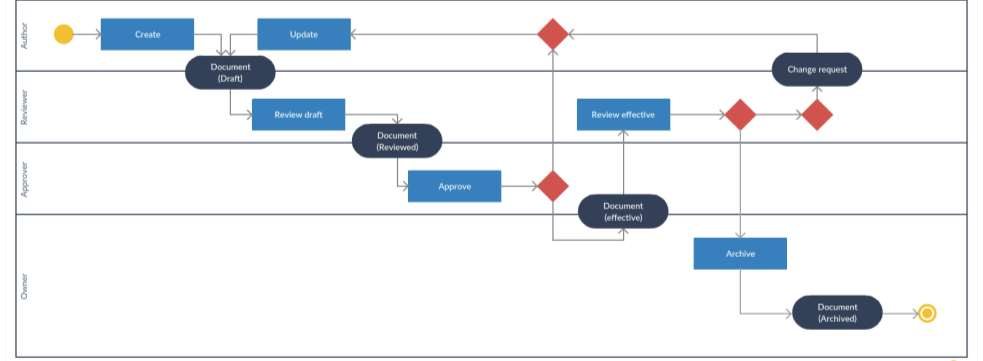 Author
Create
Update
Document
(Draft)
Change request
Reviewer
Review draft
Review effective
Document
(Reviewed)
Approver
Approve
Document
(effective)
Owner
Archive
Document
(Archived)